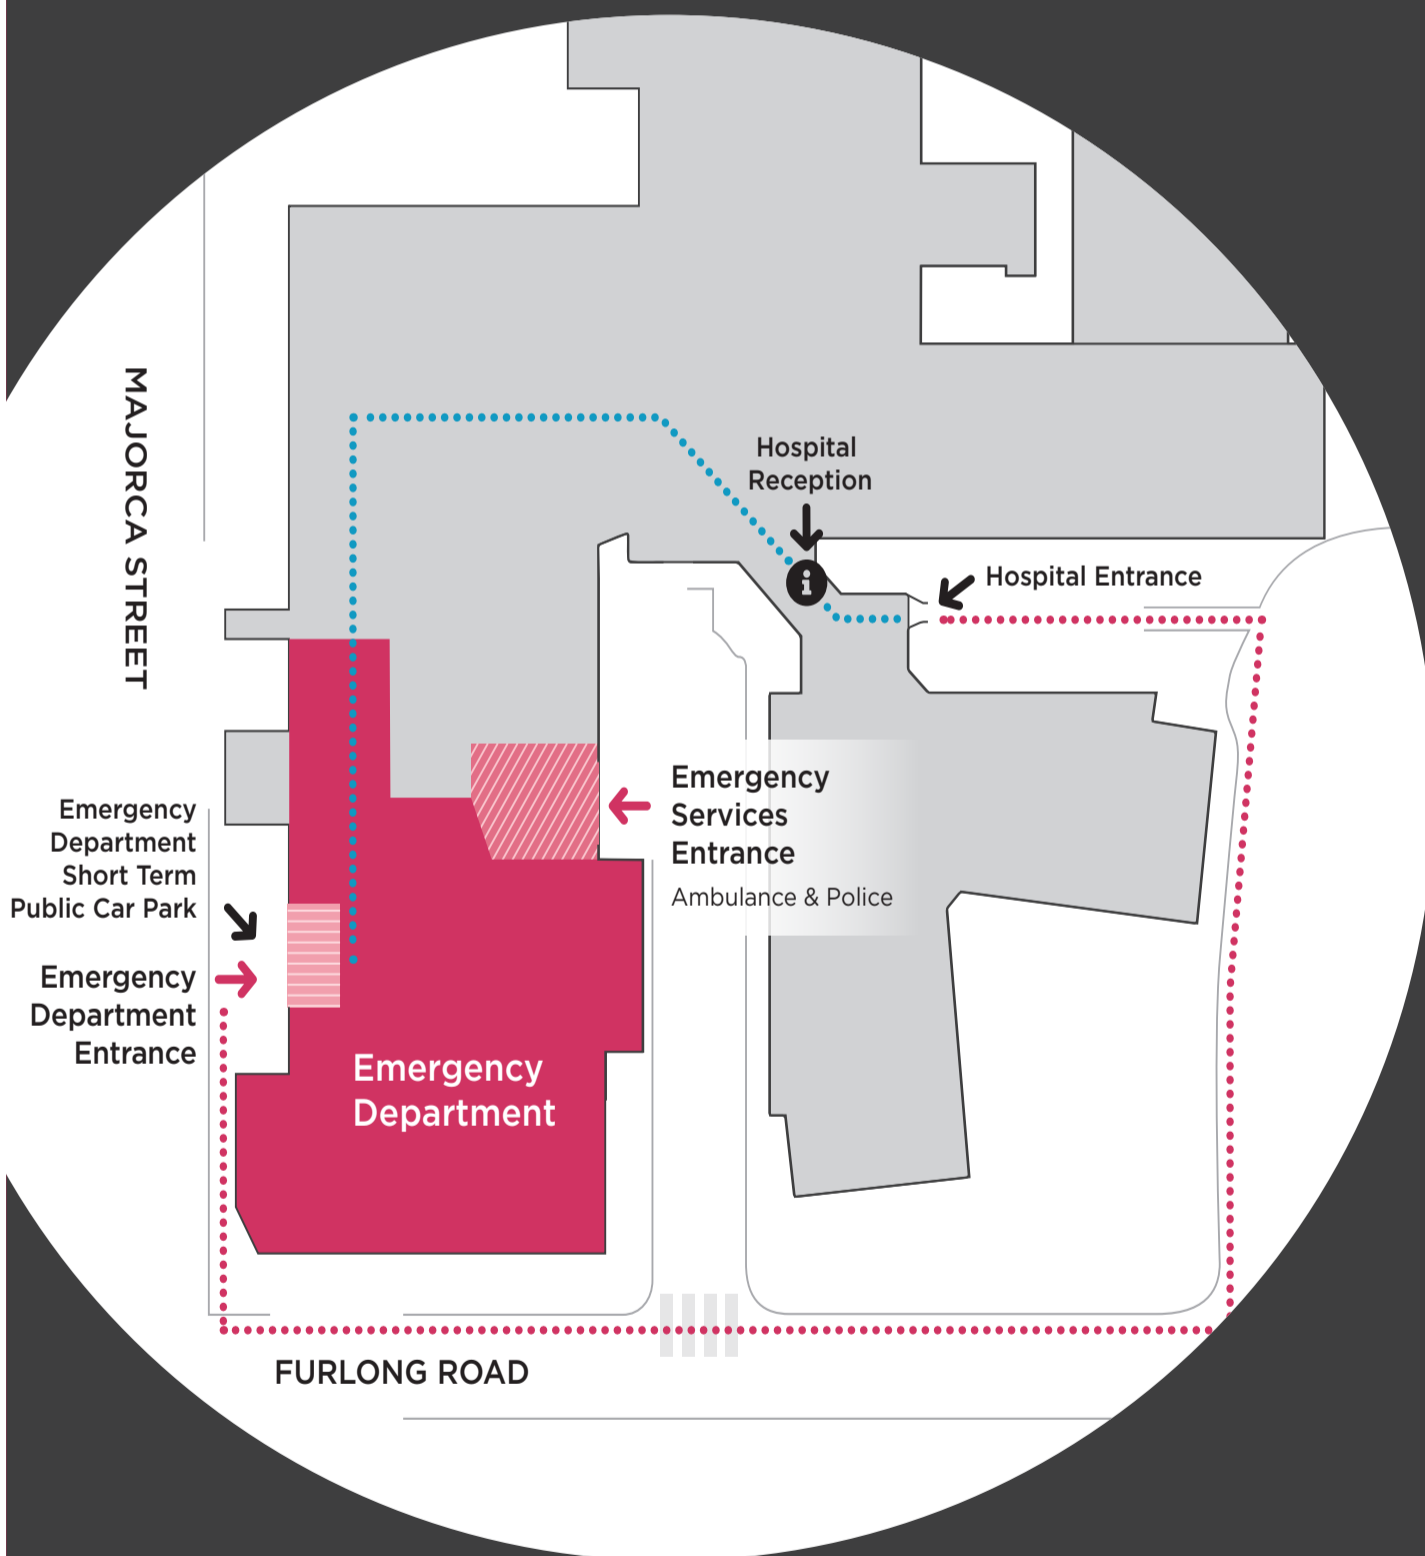 MAJORCA STREET
Hospital
Reception
i
Hospital Entrance
Emergency
Services
Entrance
Ambulance & Police
Emergency
Department
Short Term
Public Car Park
Emergency
Department
Entrance
Emergency
Department
FURLONG ROAD